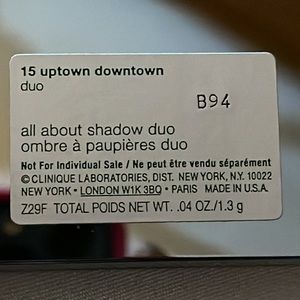 15 uptown downtown
duo
B94
all about shadow duo
ombre à paupières duo
Not For Individual Sale / Ne peut être vendu séparément
© CLINIQUE LABORATORIES, DIST. NEW YORK, N.Y. 10022
NEW YORK • LONDON W1K 3BQ • PARIS MADE IN U.S.A.
Z29F TOTAL POIDS NET WT. .04 OZ./1.3 g